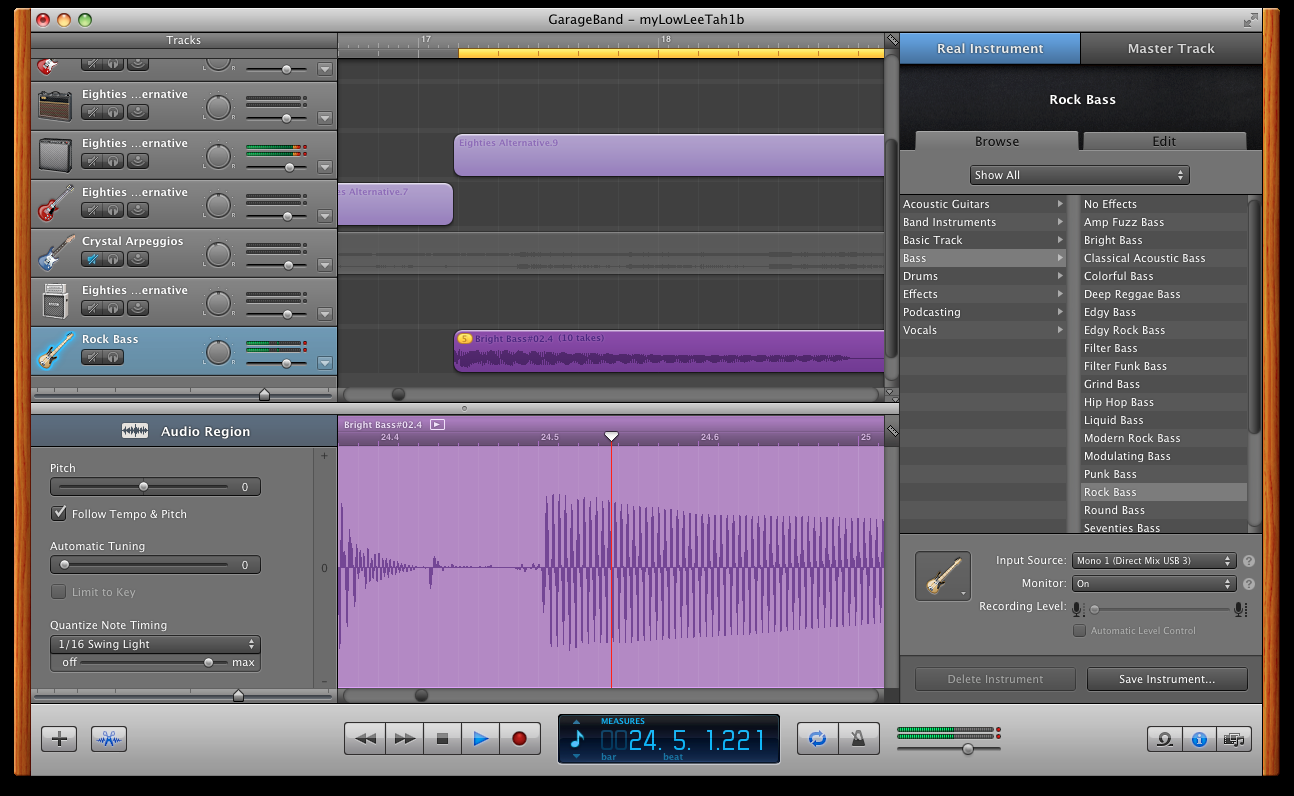 GarageBand – myLowLeeTah1b
Tracks
17
18
Real Instrument
Master Track
Rock Bass
Browse
Edit
Show All
L R
Eighties ...ernative
L R
Eighties ...ernative
L R
Eighties ...ernative
L R
Crystal Arpeggios
L R
Eighties ...ernative
L R
Rock Bass
L R
Eighties Alternative.9
es Alternative.7
5 Bright Bass#02.4 (10 takes)
Acoustic Guitars
Band Instruments
Basic Track
Bass
Drums
Effects
Podcasting
Vocals
No Effects
Amp Fuzz Bass
Bright Bass
Classical Acoustic Bass
Colorful Bass
Deep Reggae Bass
Edgy Bass
Edgy Rock Bass
Filter Bass
Filter Funk Bass
Grind Bass
Hip Hop Bass
Liquid Bass
Modern Rock Bass
Modulating Bass
Punk Bass
Rock Bass
Round Bass
Seventies Bass
Audio Region
Pitch
0
Follow Tempo & Pitch
Automatic Tuning
0
Limit to Key
Quantize Note Timing
1/16 Swing Light
off
max
+
0
-
Bright Bass#02.4
24.4
24.5
24.6
25
Input Source: Mono 1 (Direct Mix USB 3) ?
Monitor: On ?
Recording Level:
Automatic Level Control
Delete Instrument
Save Instrument...
MEASURES
24. 5. 1.221
bar
beat